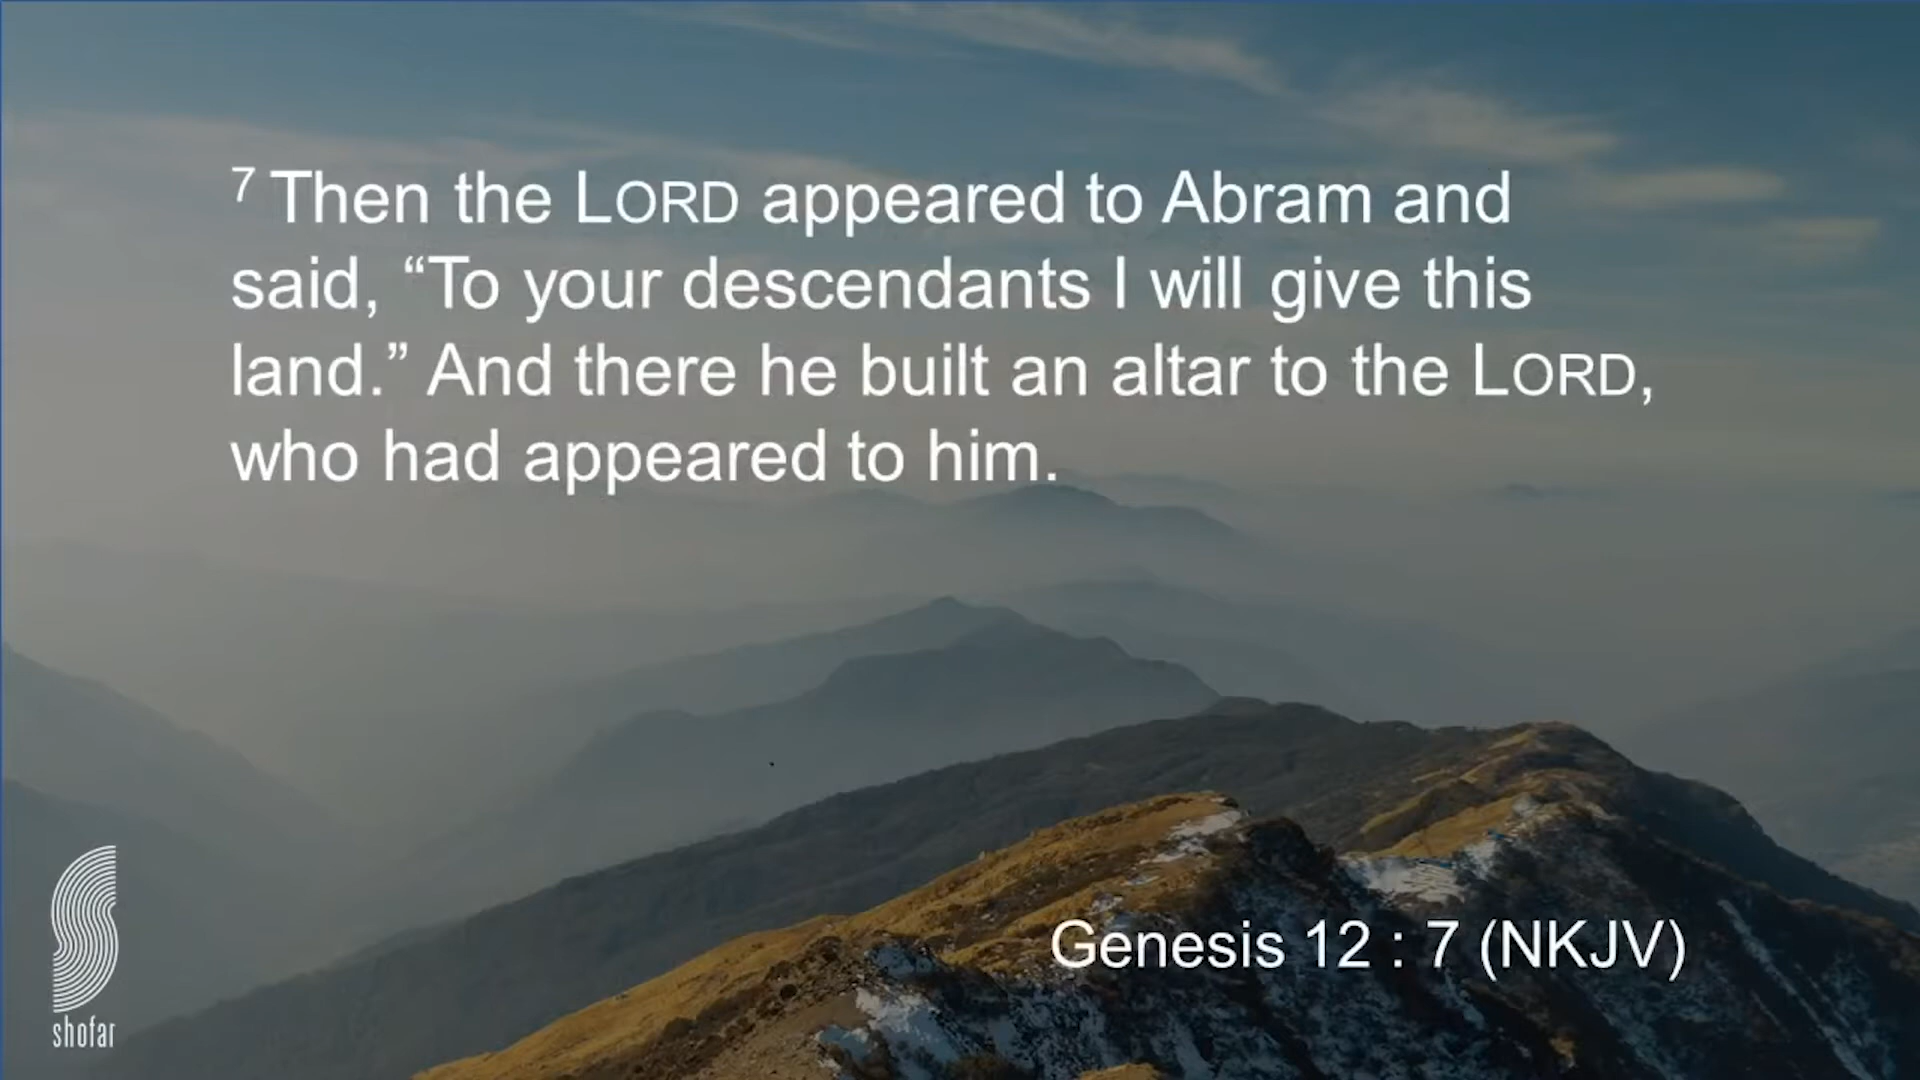 7 Then the LORD appeared to Abram and
said, “To your descendants I will give this
land.” And there he built an altar to the LORD,
who had appeared to him.
Genesis 12 : 7 (NKJV)
shofar